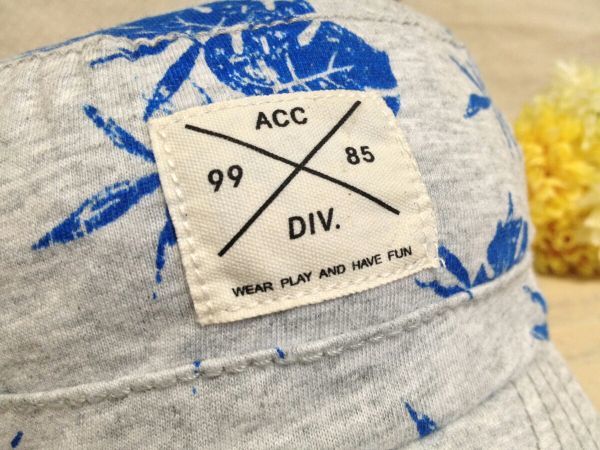 ACC
99 85
DIV.
WEAR PLAY AND HAVE FUN